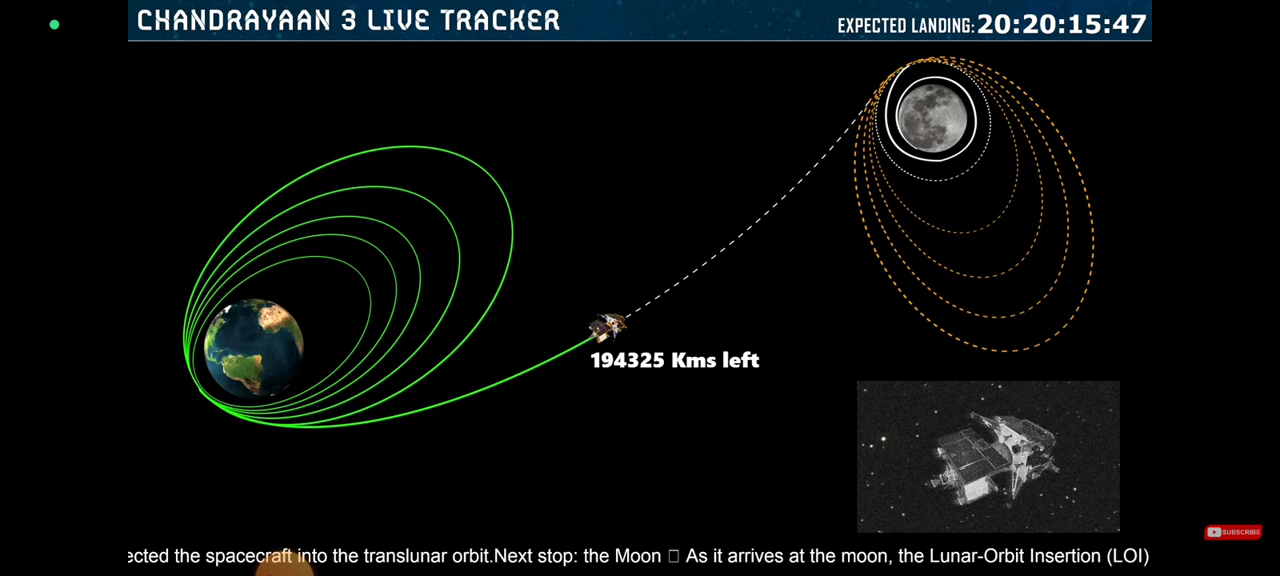 CHANDRAYAAN 3 LIVE TRACKER
EXPECTED LANDING: 20:20:15:47
194325 Kms left
SUBSCRIBE
ected the spacecraft into the translunar orbit.Next stop: the Moon □ As it arrives at the moon, the Lunar-Orbit Insertion (LOI)